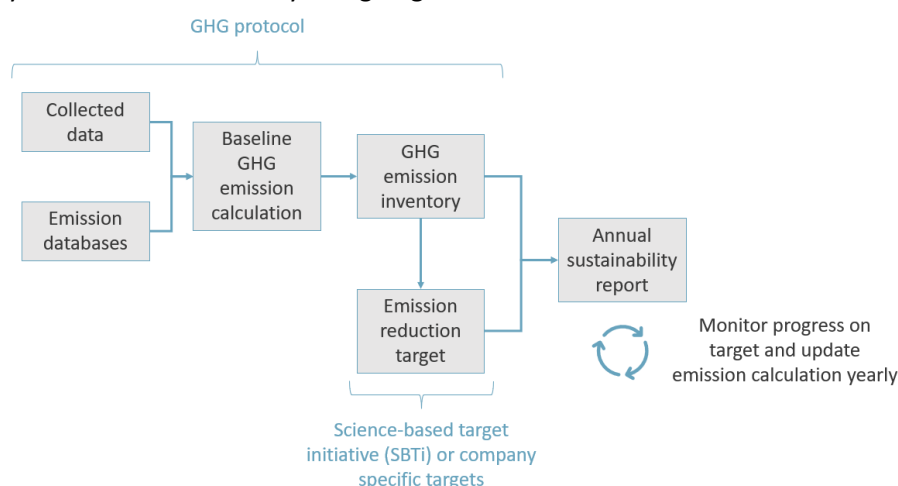 GHG protocol
Collected
data
Baseline
GHG
emission
calculation
GHG
emission
inventory
Emission
databases
Annual
sustainability
report
Emission
reduction
target
Monitor progress on
target and update
emission calculation yearly
Science-based target
initiative (SBTi) or company
specific targets